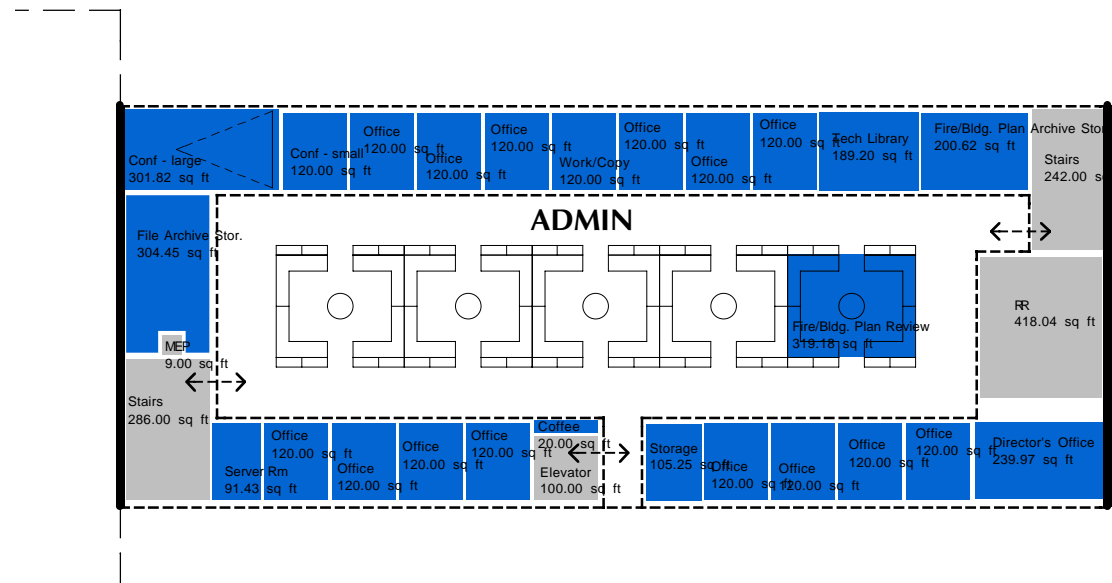 Conf - large
301.82 sq ft
Conf - small
120.00 sq ft
Office
120.00 sq ft
Office
120.00 sq ft
Office
120.00 sq ft
Work/Copy
120.00 sq ft
Office
120.00 sq ft
Office
120.00 sq ft
Office
120.00 sq ft
Tech Library
189.20 sq ft
Fire/Bldg. Plan Archive Stor
200.62 sq ft
Stairs
242.00 sq
File Archive Stor.
304.45 sq ft
ADMIN
Fire/Bldg. Plan Review
319.18 sq ft
RR
418.04 sq ft
MEP
9.00 sq ft
Stairs
286.00 sq ft
Server Rm
91.43 sq ft
Office
120.00 sq ft
Office
120.00 sq ft
Office
120.00 sq ft
Office
120.00 sq ft
Coffee
20.00 sq ft
Elevator
100.00 sq ft
Storage
105.25 sq ft
Office
120.00 sq ft
Office
120.00 sq ft
Office
120.00 sq ft
Office
120.00 sq ft
Director's Office
239.97 sq ft